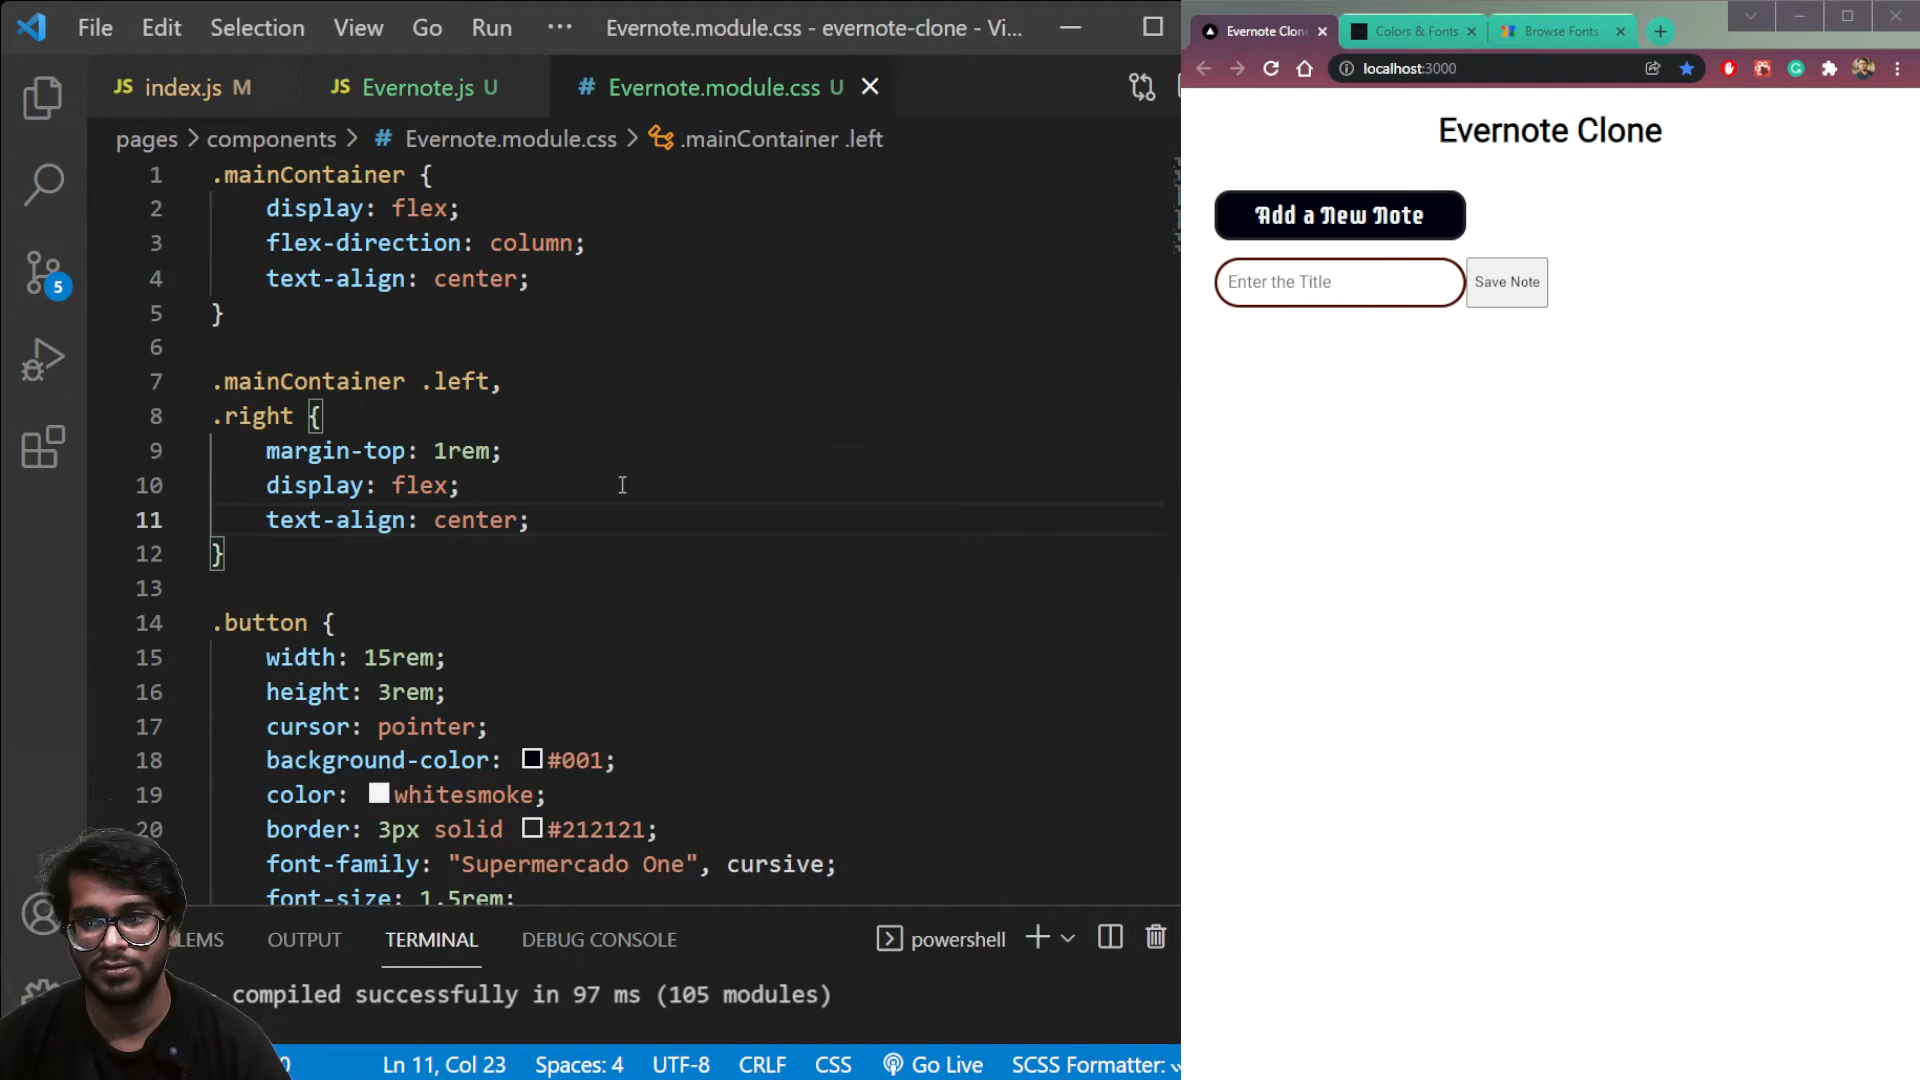 File Edit Selection View Go Run ··· Evernote.module.css - evernote-clone - Vi...
JS index.js M JS Evernote.js U # Evernote.module.css U
pages > components > # Evernote.module.css > .mainContainer .left
1 .mainContainer {
2 display: flex;
3 flex-direction: column;
4 text-align: center;
5 }
6
7 .mainContainer .left,
8 .right {
9 margin-top: 1rem;
10 display: flex;
11 text-align: center;
12 }
13
14 .button {
15 width: 15rem;
16 height: 3rem;
17 cursor: pointer;
18 background-color: #001;
19 color: whitesmoke;
20 border: 3px solid #212121;
font-family: "Supermercado One", cursive;
font-size: 1.5rem;
5
LEMS OUTPUT TERMINAL DEBUG CONSOLE powershell
compiled successfully in 97 ms (105 modules)
Ln 11, Col 23 Spaces: 4 UTF-8 CRLF CSS Go Live SCSS Formatter:
Evernote Clon Colors & Fonts Browse Fonts
localhost:3000
Evernote Clone
Add a New Note
Enter the Title Save Note